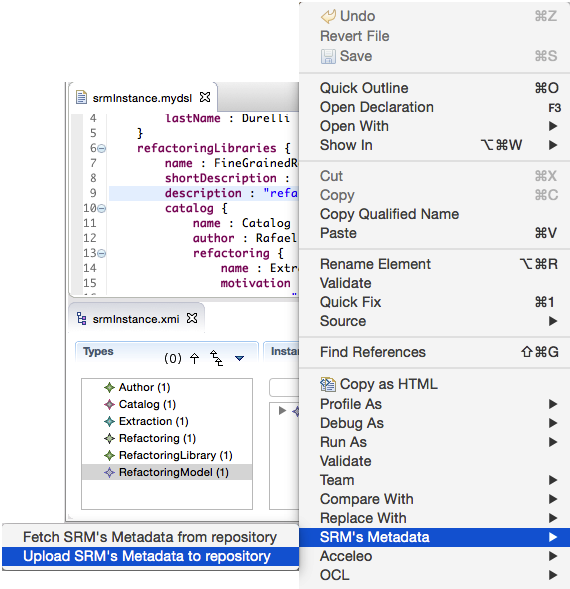 srmInstance.mydsl
4 lastName : Durelli
5 }
6 refactoringLibraries {
7 name : FineGrainedR
8 shortDescription :
9 description : "refa
10 catalog {
11 name : Catalog
12 author : Rafael
13 refactoring {
14 name : Extra
15 motivation
16
srmInstance.xmi
Types
(0)
Instan
Author (1)
Catalog (1)
Extraction (1)
Refactoring (1)
RefactoringLibrary (1)
RefactoringModel (1)
Undo ⌘Z
Revert File
Save ⌘S
Quick Outline ⌘O
Open Declaration F3
Open With
Show In ⌥⌘W
Cut ⌘X
Copy ⌘C
Copy Qualified Name
Paste ⌘V
Rename Element ⌥⌘R
Validate
Quick Fix ⌘1
Source
Find References ⇧⌘G
Copy as HTML
Profile As
Debug As
Run As
Validate
Team
Compare With
Replace With
SRM's Metadata
Acceleo
OCL
Fetch SRM's Metadata from repository
Upload SRM's Metadata to repository